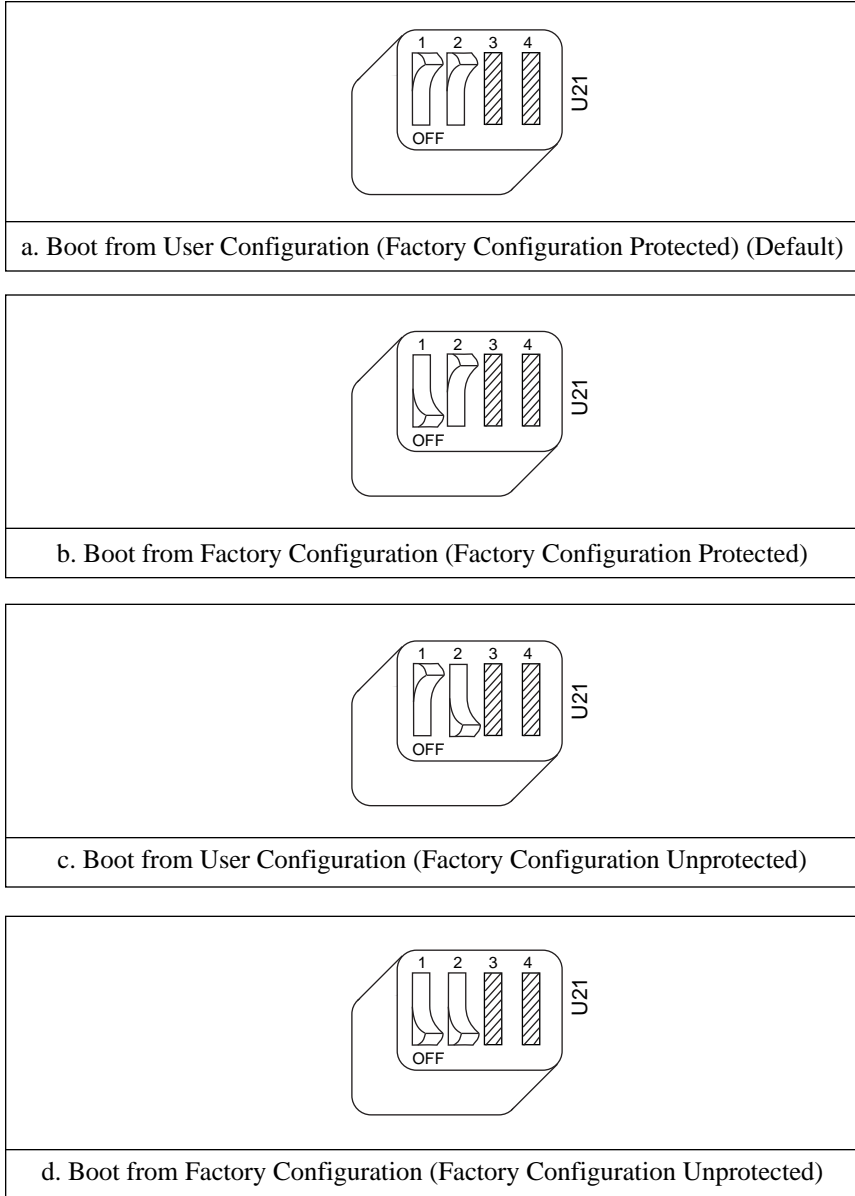 1 2 3 4
OFF
U21
a. Boot from User Configuration (Factory Configuration Protected) (Default)
1 2 3 4
OFF
U21
b. Boot from Factory Configuration (Factory Configuration Protected)
1 2 3 4
OFF
U21
c. Boot from User Configuration (Factory Configuration Unprotected)
1 2 3 4
OFF
U21
d. Boot from Factory Configuration (Factory Configuration Unprotected)